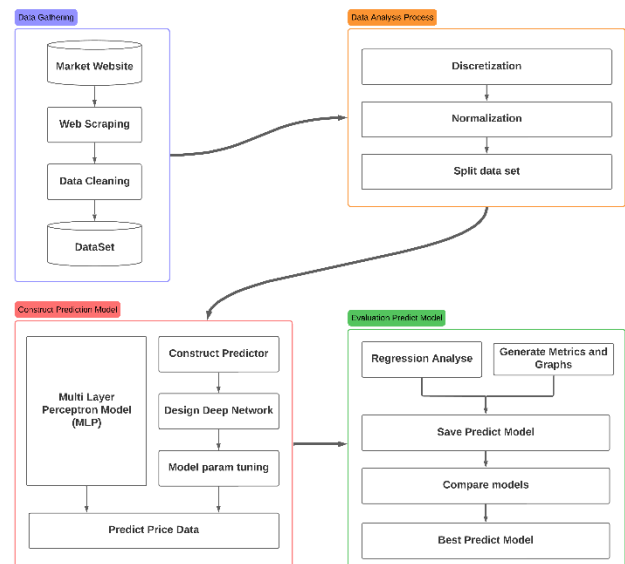 Data Gathering
Market Website
Web Scraping
Data Cleaning
DataSet
Data Analysis Process
Discretization
Normalization
Split data set
Construct Prediction Model
Multi Layer
Perceptron Model
(MLP)
Construct Predictor
Design Deep Network
Model param tuning
Predict Price Data
Evaluation Predict Model
Regression Analyse
Generate Metrics and
Graphs
Save Predict Model
Compare models
Best Predict Model